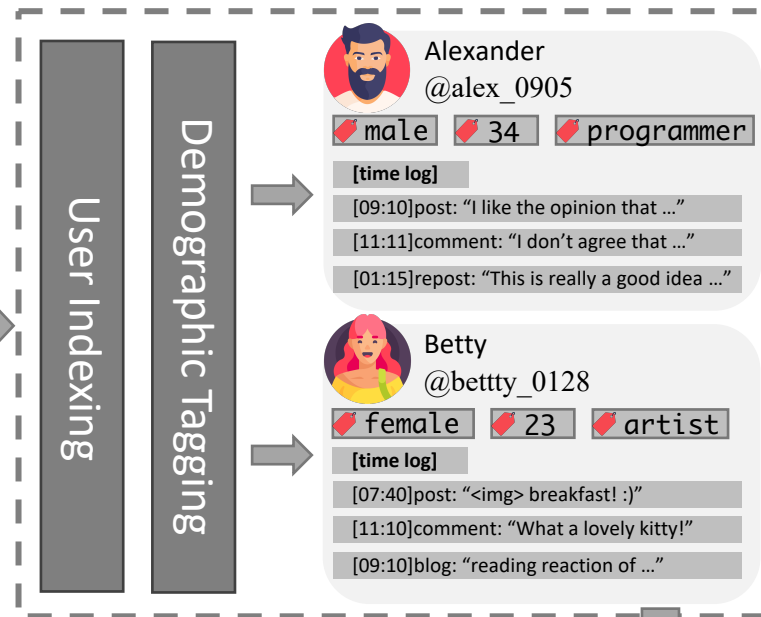 User Indexing
Demographic Tagging
Alexander
@alex_0905
male 34 programmer
[time log]
[09:10]post: “I like the opinion that …”
[11:11]comment: “I don’t agree that …”
[01:15]repost: “This is really a good idea …”
Betty
@bettty_0128
female 23 artist
[time log]
[07:40]post: “<img> breakfast! :)”
[11:10]comment: “What a lovely kitty!”
[09:10]blog: “reading reaction of …”